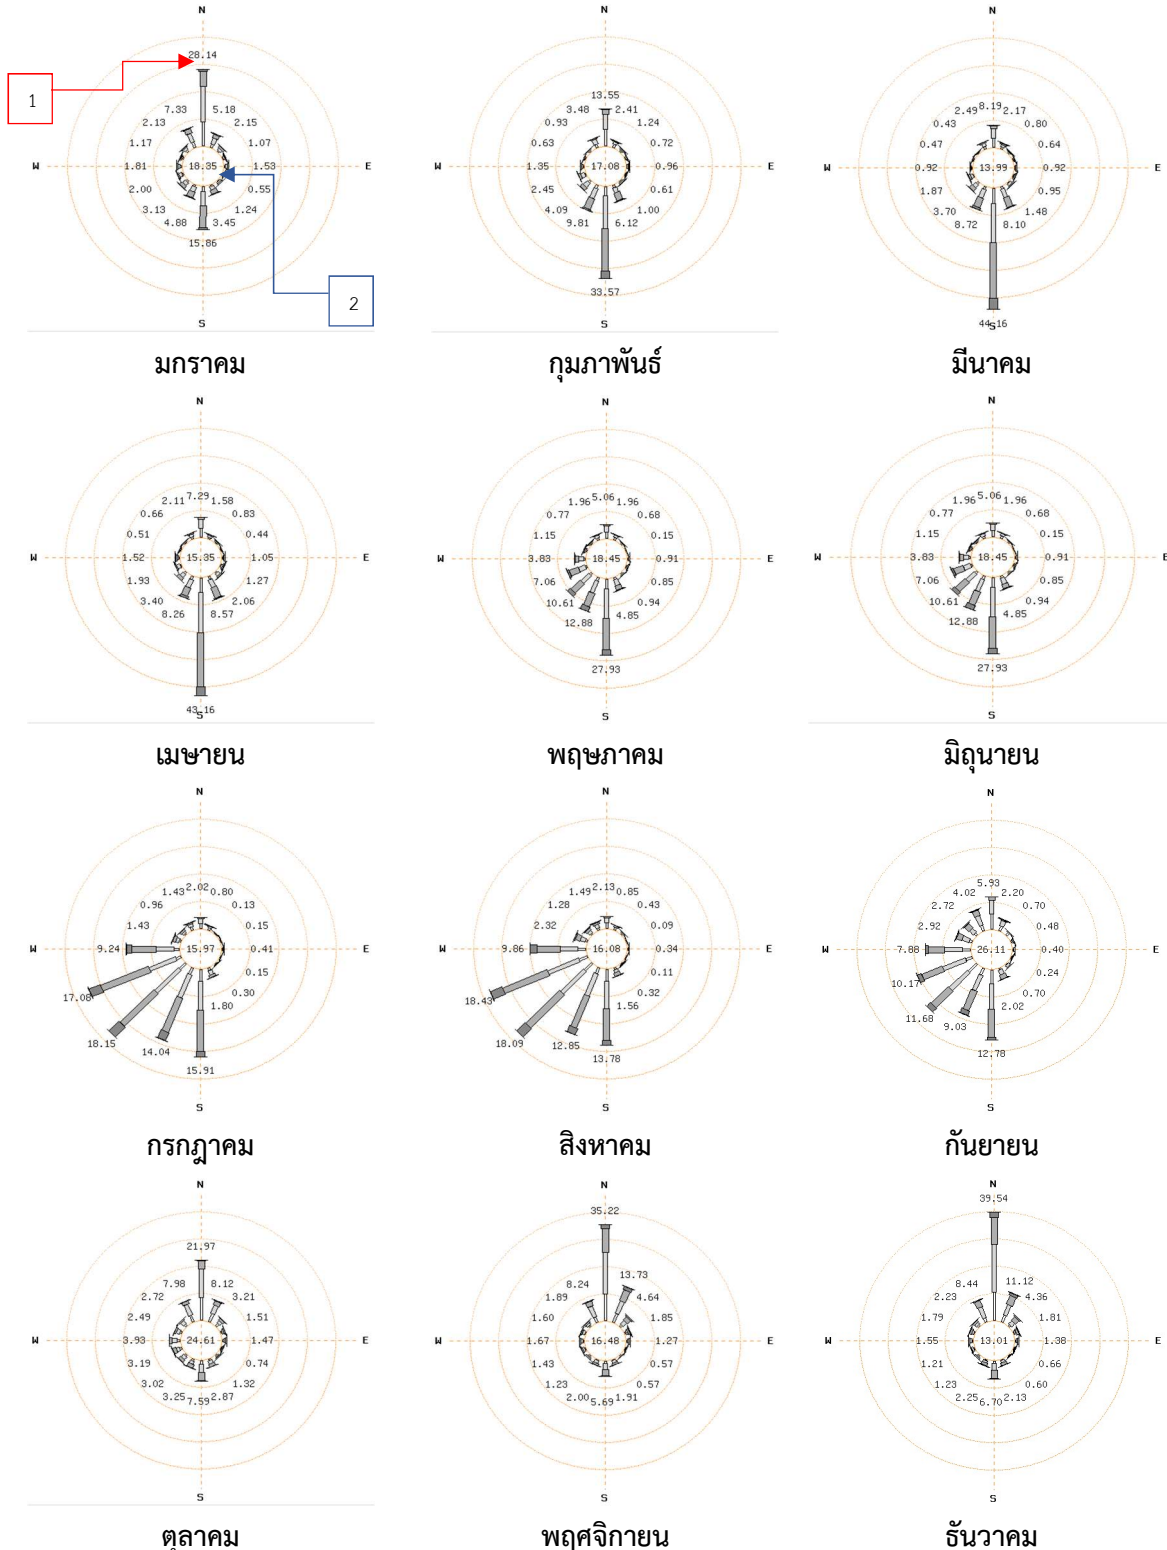 N N N
28.14
1
7.33 5.18
2.13 2.15
1.17 1.07
W 1.81 18.35 1.53 E
2.00 0.55
3.13 1.24
4.88 3.45
15.86
2
S
13.55
3.48 2.41
0.93 1.24
0.63 0.72
W 1.35 17.08 0.96 E
2.45 0.61
4.09 1.00
9.81 6.12
33.57
S
2.49 8.19 2.17
0.43 0.80
0.47 0.64
W 0.92 13.99 0.92 E
1.87 0.95
3.70 1.48
8.72 8.10
44.16
S
มกราคม กุมภาพันธ์ มีนาคม
N N N
2.11 7.29 1.58
0.66 0.83
0.51 0.44
W 1.52 15.35 1.05 E
1.93 1.27
3.40 2.06
8.26 8.57
43.16
S
1.96 5.06 1.96
0.77 0.68
1.15 0.15
W 3.83 18.45 0.91 E
7.06 0.85
10.61 0.94
12.88 4.85
27.93
S
1.96 5.06 1.96
0.77 0.68
1.15 0.15
W 3.83 18.45 0.91 E
7.06 0.85
10.61 0.94
12.88 4.85
27.93
S
เมษายน พฤษภาคม มิถุนายน
N N N
1.43 2.02 0.80
0.96 0.13
1.43 0.15
W 9.24 15.97 0.41 E
17.08 0.15
18.15 0.30
14.04 1.80
15.91
S
1.49 2.13 0.85
1.28 0.43
2.32 0.09
W 9.86 16.08 0.34 E
18.43 0.11
18.09 0.32
12.85 1.56
13.78
S
5.93
4.02 2.20
2.72 0.70
2.92 0.48
W 7.88 26.11 0.40 E
10.17 0.24
11.68 0.70
9.03 2.02
12.78
S
กรกฎาคม สิงหาคม กันยายน
N N N
21.97
7.98 8.12
2.72 3.21
2.49 1.51
W 3.93 24.61 1.47 E
3.19 0.74
3.02 1.32
3.25 7.59 2.87
S
35.22
8.24 13.73
1.89 4.64
1.60 1.85
W 1.67 16.48 1.27 E
1.43 0.57
1.23 0.57
2.00 5.69 1.91
S
39.54
8.44 11.12
2.23 4.36
1.79 1.81
W 1.55 13.01 1.38 E
1.21 0.66
1.23 0.60
2.25 6.70 2.13
S
ตุลาคม พฤศจิกายน ธันวาคม